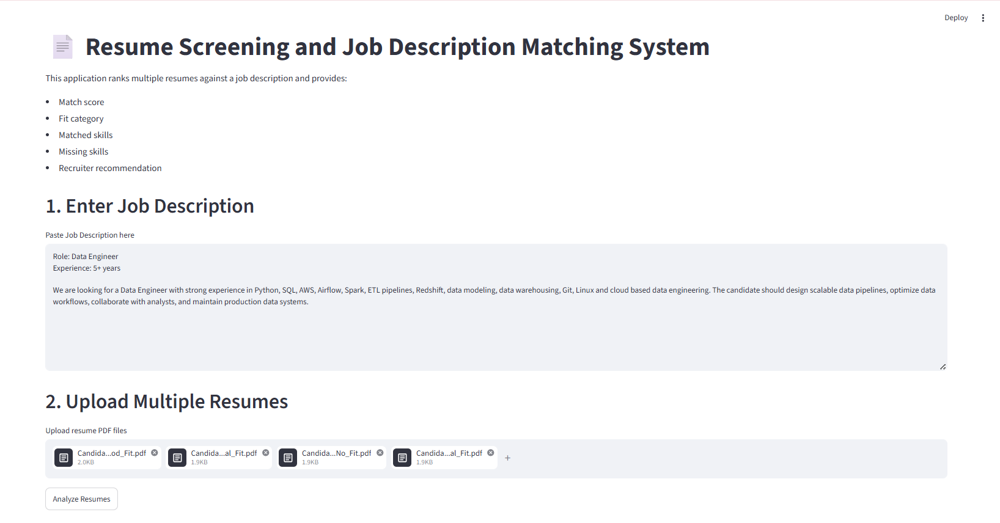 Deploy
Resume Screening and Job Description Matching System
This application ranks multiple resumes against a job description and provides:
• Match score
• Fit category
• Matched skills
• Missing skills
• Recruiter recommendation
1. Enter Job Description
Paste Job Description here
Role: Data Engineer
Experience: 5+ years
We are looking for a Data Engineer with strong experience in Python, SQL, AWS, Airflow, Spark, ETL pipelines, Redshift, data modeling, data warehousing, Git, Linux and cloud based data engineering. The candidate should design scalable data pipelines, optimize data
workflows, collaborate with analysts, and maintain production data systems.
2. Upload Multiple Resumes
Upload resume PDF files
Candida...od_Fit.pdf Candida...al_Fit.pdf Candida...No_Fit.pdf Candida...al_Fit.pdf +
2.0KB 1.9KB 1.9KB 1.9KB
Analyze Resumes